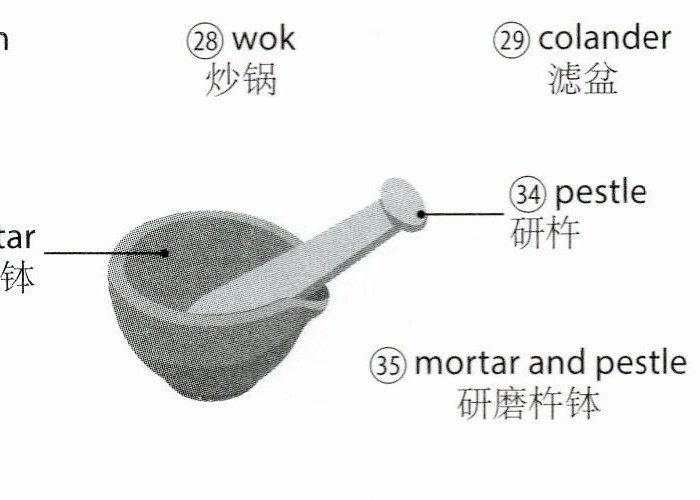 ㉘ wok
炒锅
㉙ colander
滤盆
㉞ pestle
研杵
钵
㉟ mortar and pestle
研磨杵钵